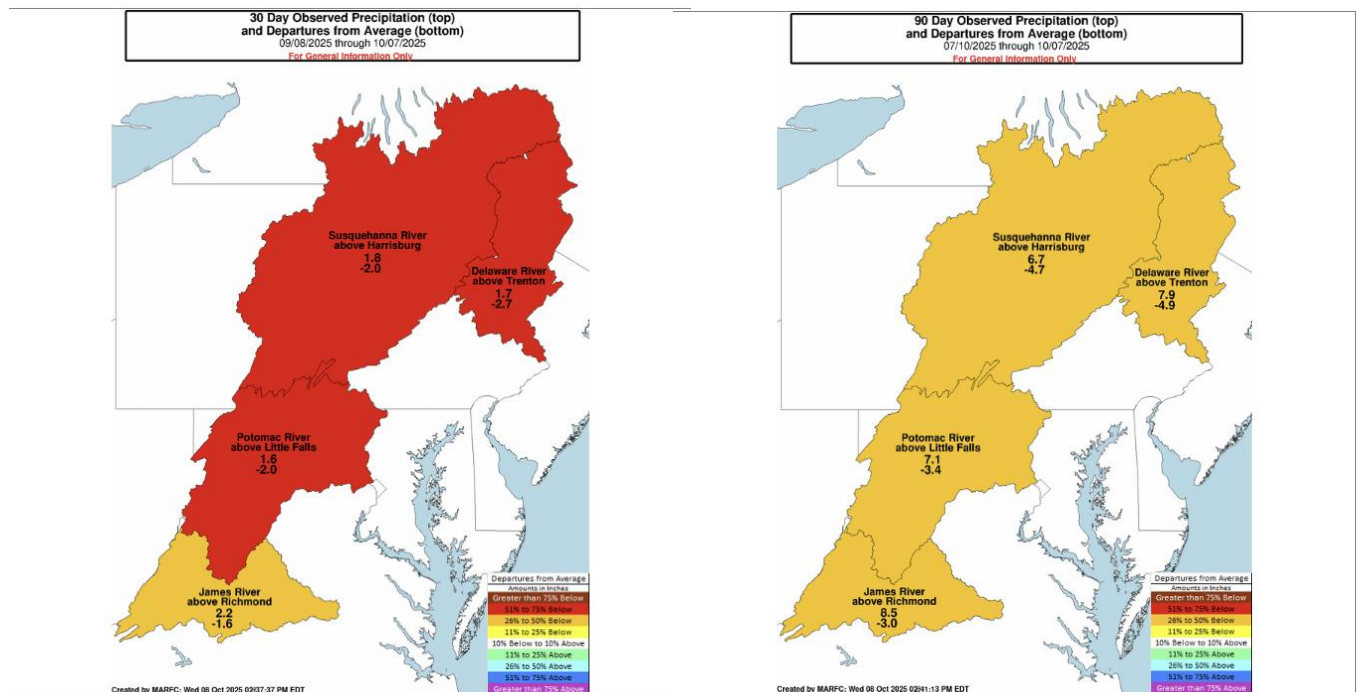 30 Day Observed Precipitation (top)
and Departures from Average (bottom)
09/08/2025 through 10/07/2025
For General Information Only
Susquehanna River
above Harrisburg
1.8
-2.0
Delaware River
above Trenton
1.7
-2.7
Potomac River
above Little Falls
1.6
-2.0
James River
above Richmond
2.2
-1.6
Departures from Average
Amounts in Inches
Greater than 75% Below
51% to 75% Below
26% to 50% Below
11% to 25% Below
10% Below to 10% Above
11% to 25% Above
26% to 50% Above
51% to 75% Above
Greater than 75% Above
Created by MARFC: Wed 08 Oct 2025 02:37:37 PM EDT
90 Day Observed Precipitation (top)
and Departures from Average (bottom)
07/10/2025 through 10/07/2025
For General Information Only
Susquehanna River
above Harrisburg
6.7
-4.7
Delaware River
above Trenton
7.9
-4.9
Potomac River
above Little Falls
7.1
-3.4
James River
above Richmond
8.5
-3.0
Departures from Average
Amounts in Inches
Greater than 75% Below
51% to 75% Below
26% to 50% Below
11% to 25% Below
10% Below to 10% Above
11% to 25% Above
26% to 50% Above
51% to 75% Above
Greater than 75% Above
Created by MARFC: Wed 08 Oct 2025 02:41:13 PM EDT